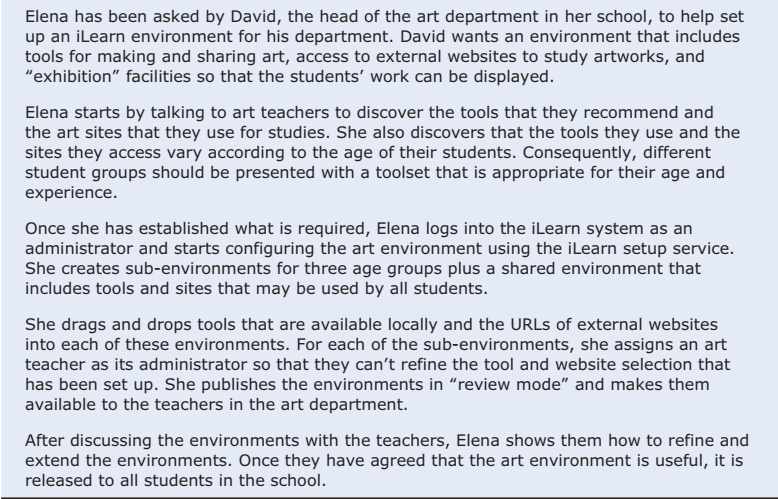 Elena has been asked by David, the head of the art department in her school, to help set
up an iLearn environment for his department. David wants an environment that includes
tools for making and sharing art, access to external websites to study artworks, and
“exhibition” facilities so that the students’ work can be displayed.
Elena starts by talking to art teachers to discover the tools that they recommend and
the art sites that they use for studies. She also discovers that the tools they use and the
sites they access vary according to the age of their students. Consequently, different
student groups should be presented with a toolset that is appropriate for their age and
experience.
Once she has established what is required, Elena logs into the iLearn system as an
administrator and starts configuring the art environment using the iLearn setup service.
She creates sub-environments for three age groups plus a shared environment that
includes tools and sites that may be used by all students.
She drags and drops tools that are available locally and the URLs of external websites
into each of these environments. For each of the sub-environments, she assigns an art
teacher as its administrator so that they can’t refine the tool and website selection that
has been set up. She publishes the environments in “review mode” and makes them
available to the teachers in the art department.
After discussing the environments with the teachers, Elena shows them how to refine and
extend the environments. Once they have agreed that the art environment is useful, it is
released to all students in the school.